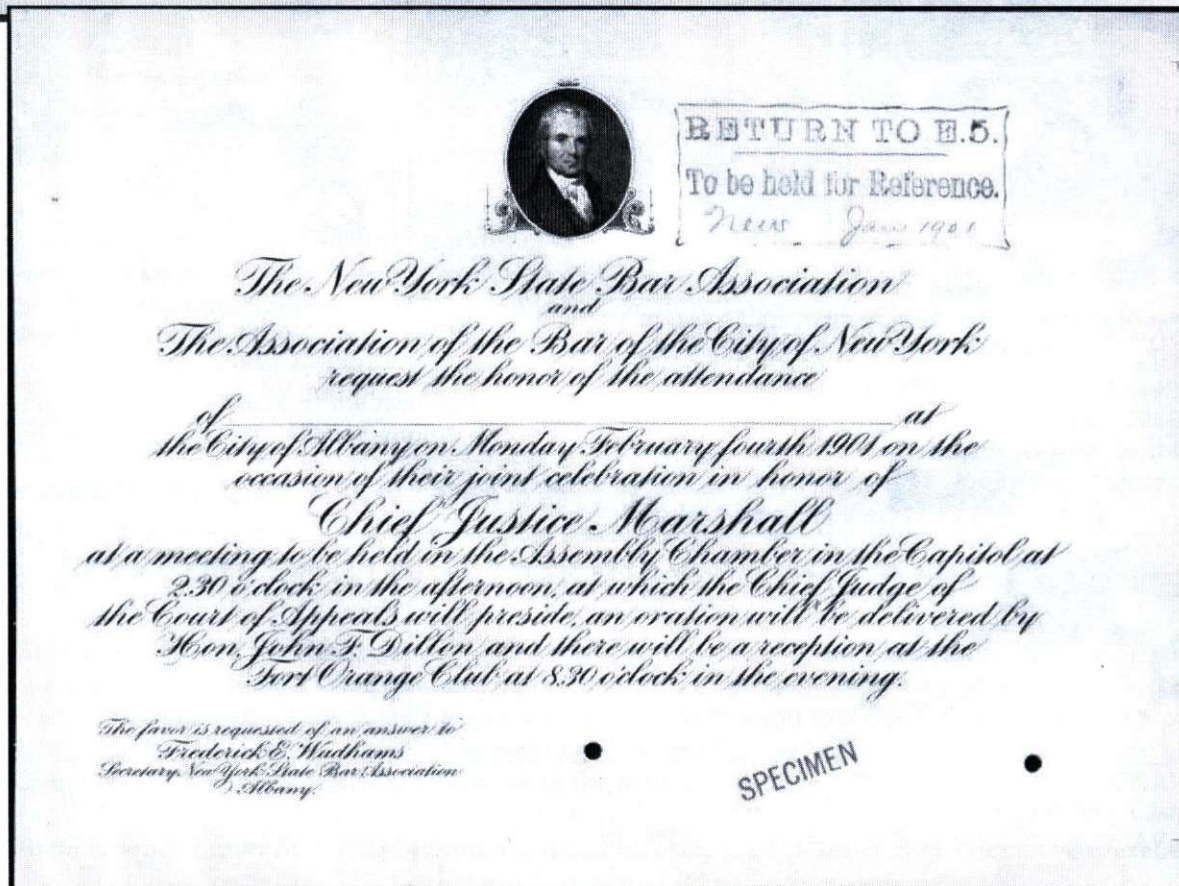 RETURN TO E.5.
To be held for Reference.
New Jan 1901
The New York State Bar Association
and
The Association of the Bar of the City of New York
request the honor of the attendance
of at
the City of Albany on Monday February fourth 1901 on the
occasion of their joint celebration in honor of
Chief Justice Marshall
at a meeting to be held in the Assembly Chamber in the Capitol at
2.30 o'clock in the afternoon, at which the Chief Judge of
the Court of Appeals will preside, an oration will be delivered by
Hon. John F. Dillon and there will be a reception at the
Fort Orange Club at 8.30 o'clock in the evening.
The favor is requested of an answer to
Frederick E. Wadhams
Secretary, New York State Bar Association
Albany.
SPECIMEN